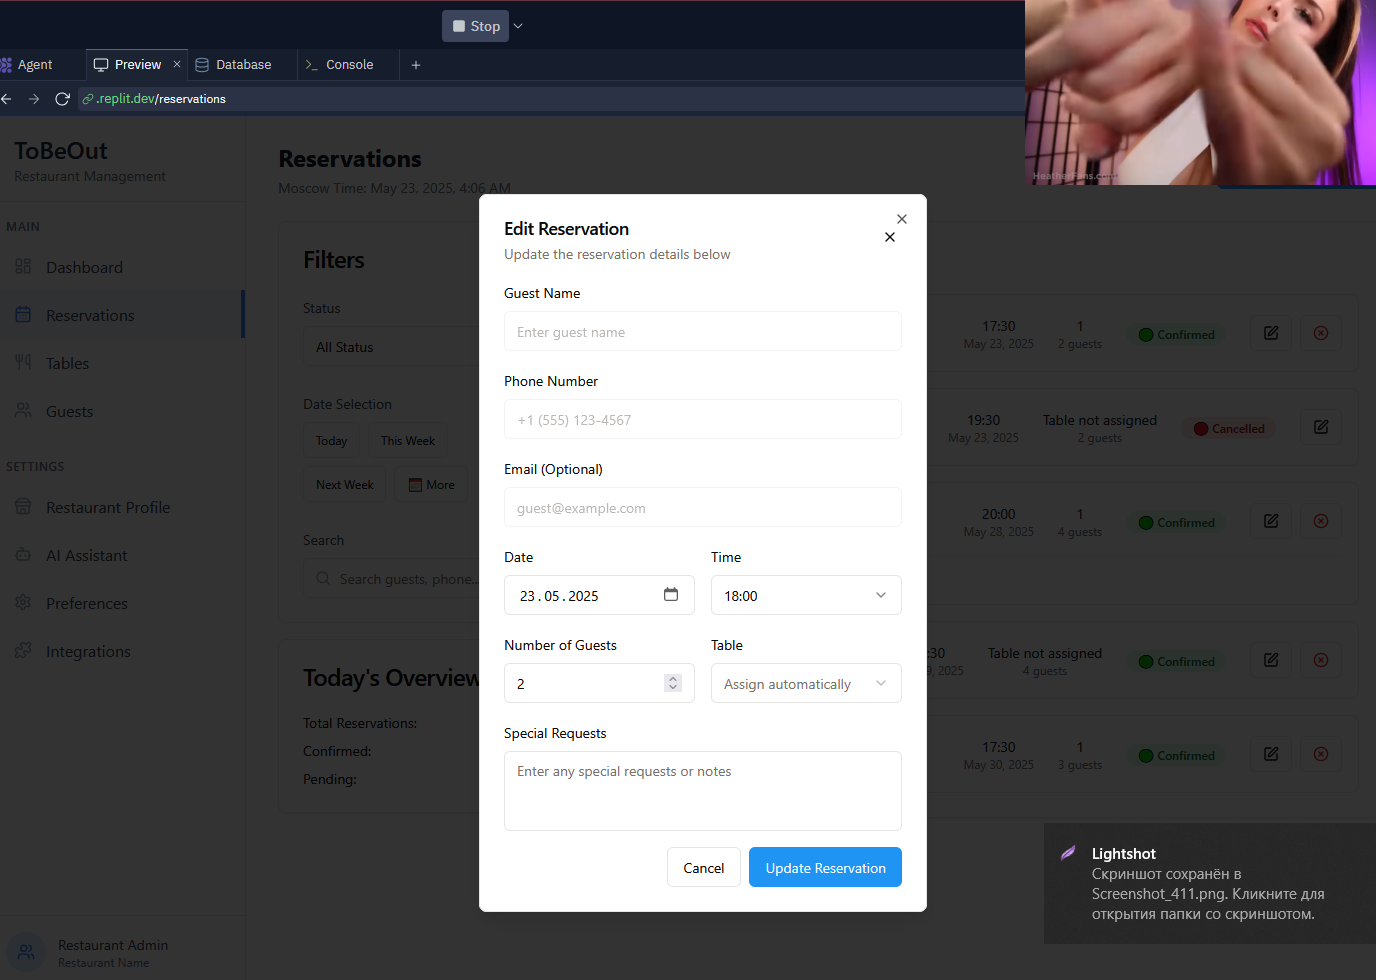 Stop
Agent
Preview
Database
Console
.replit.dev/reservations
ToBeOut
Restaurant Management
MAIN
Dashboard
Reservations
Tables
Guests
SETTINGS
Restaurant Profile
AI Assistant
Preferences
Integrations
Restaurant Admin
Restaurant Name
Reservations
Moscow Time: May 23, 2025, 4:06 AM
Filters
Status
All Status
Date Selection
Today
This Week
Next Week
More
Search
Search guests, phone...
Today's Overview
Total Reservations:
Confirmed:
Pending:
Edit Reservation
Update the reservation details below
Guest Name
Enter guest name
Phone Number
+1 (555) 123-4567
Email (Optional)
guest@example.com
Date
Time
23.05.2025
18:00
Number of Guests
Table
2
Assign automatically
Special Requests
Enter any special requests or notes
Cancel
Update Reservation
17:30
1
Confirmed
May 23, 2025
2 guests
19:30
Table not assigned
Cancelled
May 23, 2025
2 guests
20:00
1
Confirmed
May 28, 2025
4 guests
:30
Table not assigned
Confirmed
9, 2025
4 guests
17:30
1
Confirmed
May 30, 2025
3 guests
HeatherFans.com
Lightshot
Скриншот сохранён в
Screenshot_411.png. Кликните для
открытия папки со скриншотом.